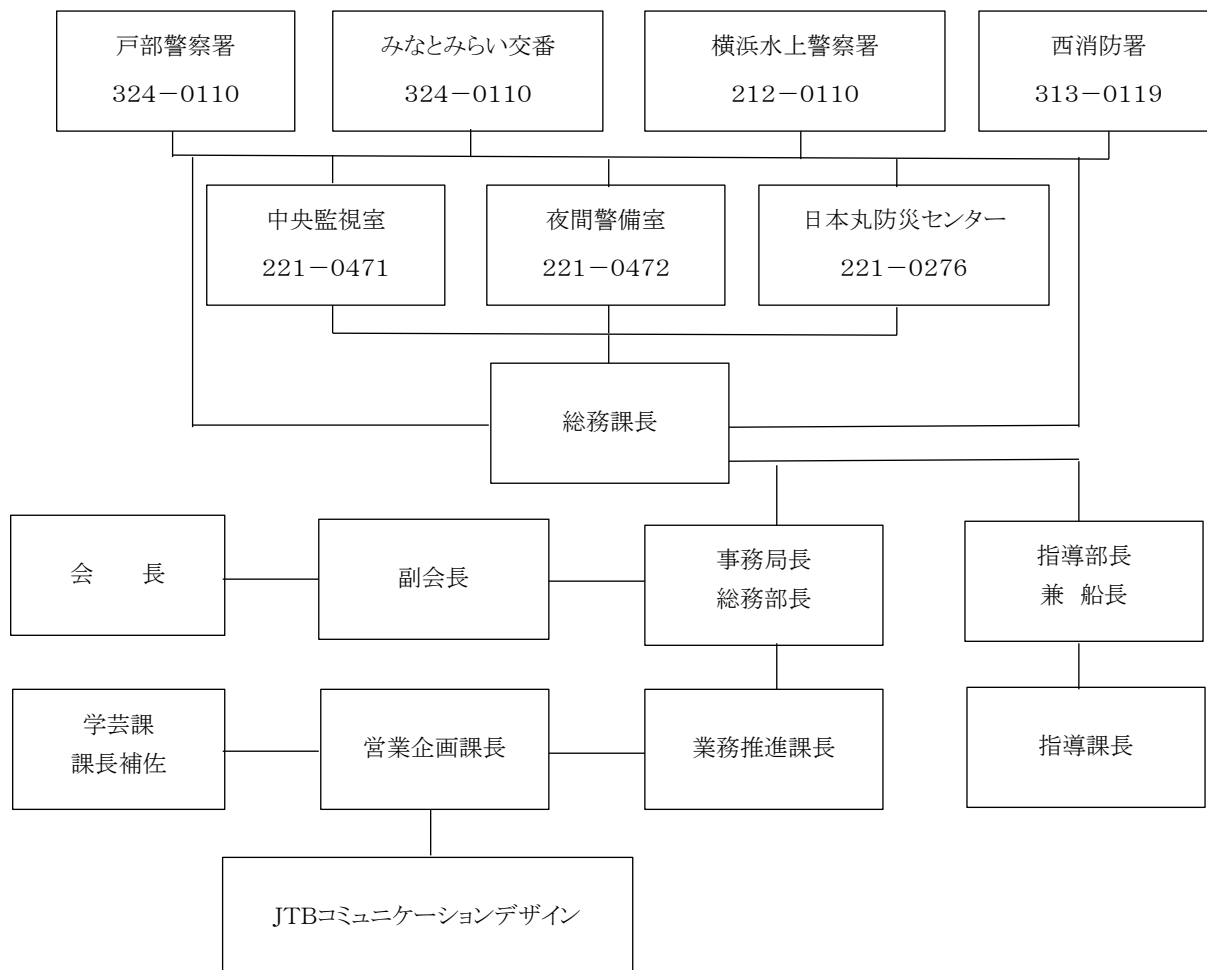 戸部警察署
324－0110
みなとみらい交番
324－0110
横浜水上警察署
212－0110
西消防署
313－0119
中央監視室
221－0471
夜間警備室
221－0472
日本丸防災センター
221－0276
総務課長
会　　長
副会長
事務局長
総務部長
指導部長
兼 船長
学芸課
課長補佐
営業企画課長
業務推進課長
指導課長
JTBコミュニケーションデザイン